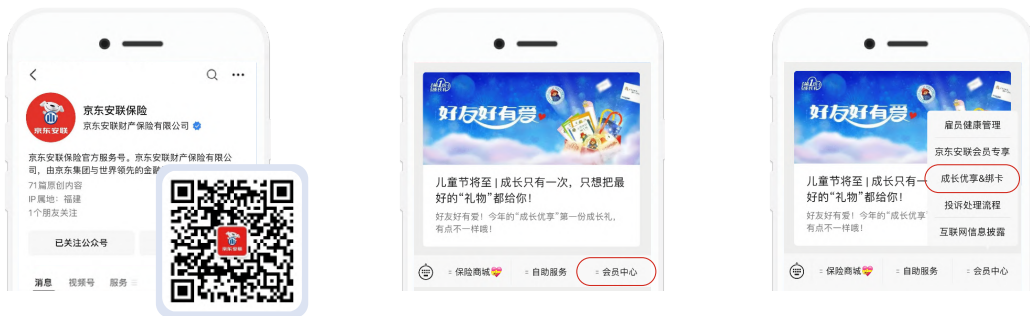 京东安联
京东安联保险
京东安联财产保险有限公司
京东安联保险官方服务号。京东安联财产保险有限公
司，由京东集团与世界领先的金融
71篇原创内容
IP属地：福建
1个朋友关注
已关注公众号
消息 视频号 服务
京东安联
好友好有爱
儿童节将至 | 成长只有一次，只想把最
好的“礼物”都给你！
好友好有爱！今年的“成长优享”第一份成长礼，
有点不一样哦！
保险商城 自助服务 会员中心
好友好有爱
雇员健康管理
京东安联会员专享
成长优享&绑卡
投诉处理流程
互联网信息披露
儿童节将至 | 成长只有一
好的“礼物”都给你！
好友好有爱！今年的“成长优享”
有点不一样哦！
保险商城 自助服务 会员中心